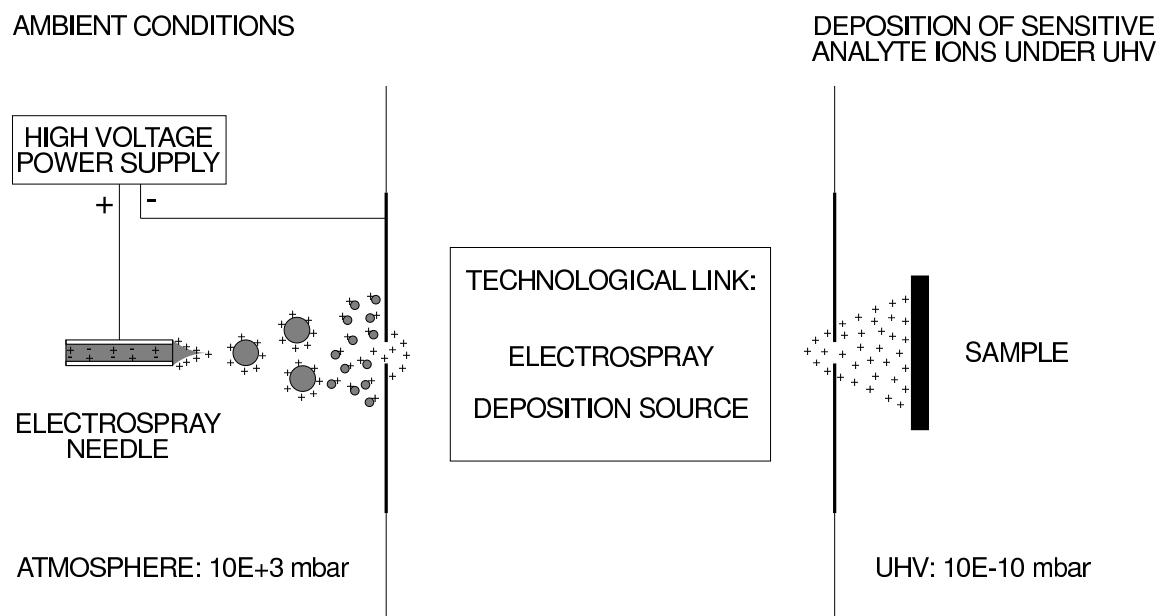 AMBIENT CONDITIONS
DEPOSITION OF SENSITIVE
ANALYTE IONS UNDER UHV
HIGH VOLTAGE
POWER SUPPLY
+ -
TECHNOLOGICAL LINK:
ELECTROSPRAY
DEPOSITION SOURCE
SAMPLE
ELECTROSPRAY
NEEDLE
ATMOSPHERE: 10E+3 mbar
UHV: 10E-10 mbar